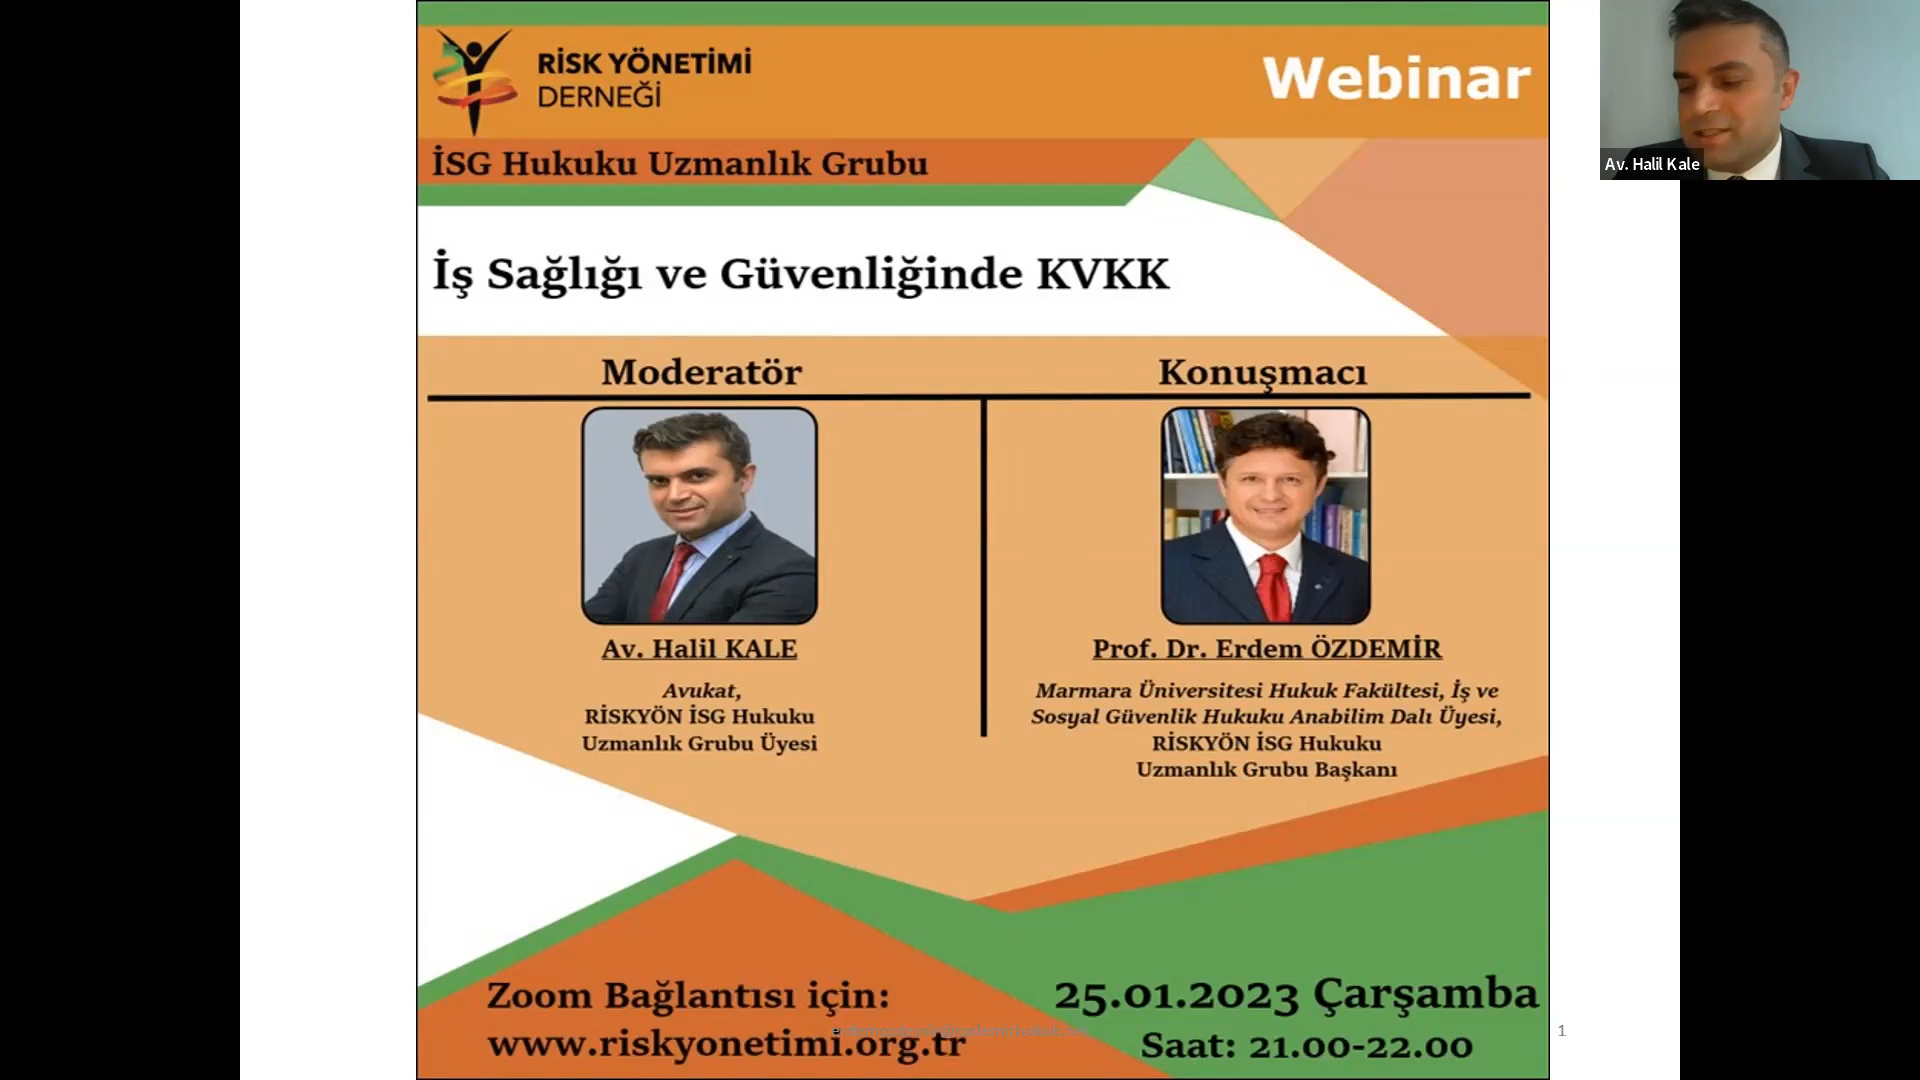 RİSK YÖNETİMİ
DERNEĞİ
Webinar
Av. Halil Kale
İSG Hukuku Uzmanlık Grubu
İş Sağlığı ve Güvenliğinde KVKK
Moderatör
Konuşmacı
Av. Halil KALE
Avukat,
RİSKYÖN İSG Hukuku
Uzmanlık Grubu Üyesi
Prof. Dr. Erdem ÖZDEMİR
Marmara Üniversitesi Hukuk Fakültesi, İş ve
Sosyal Güvenlik Hukuku Anabilim Dalı Üyesi,
RİSKYÖN İSG Hukuku
Uzmanlık Grubu Başkanı
Zoom Bağlantısı için:
www.riskyonetimi.org.tr
25.01.2023 Çarşamba
Saat: 21.00-22.00
1